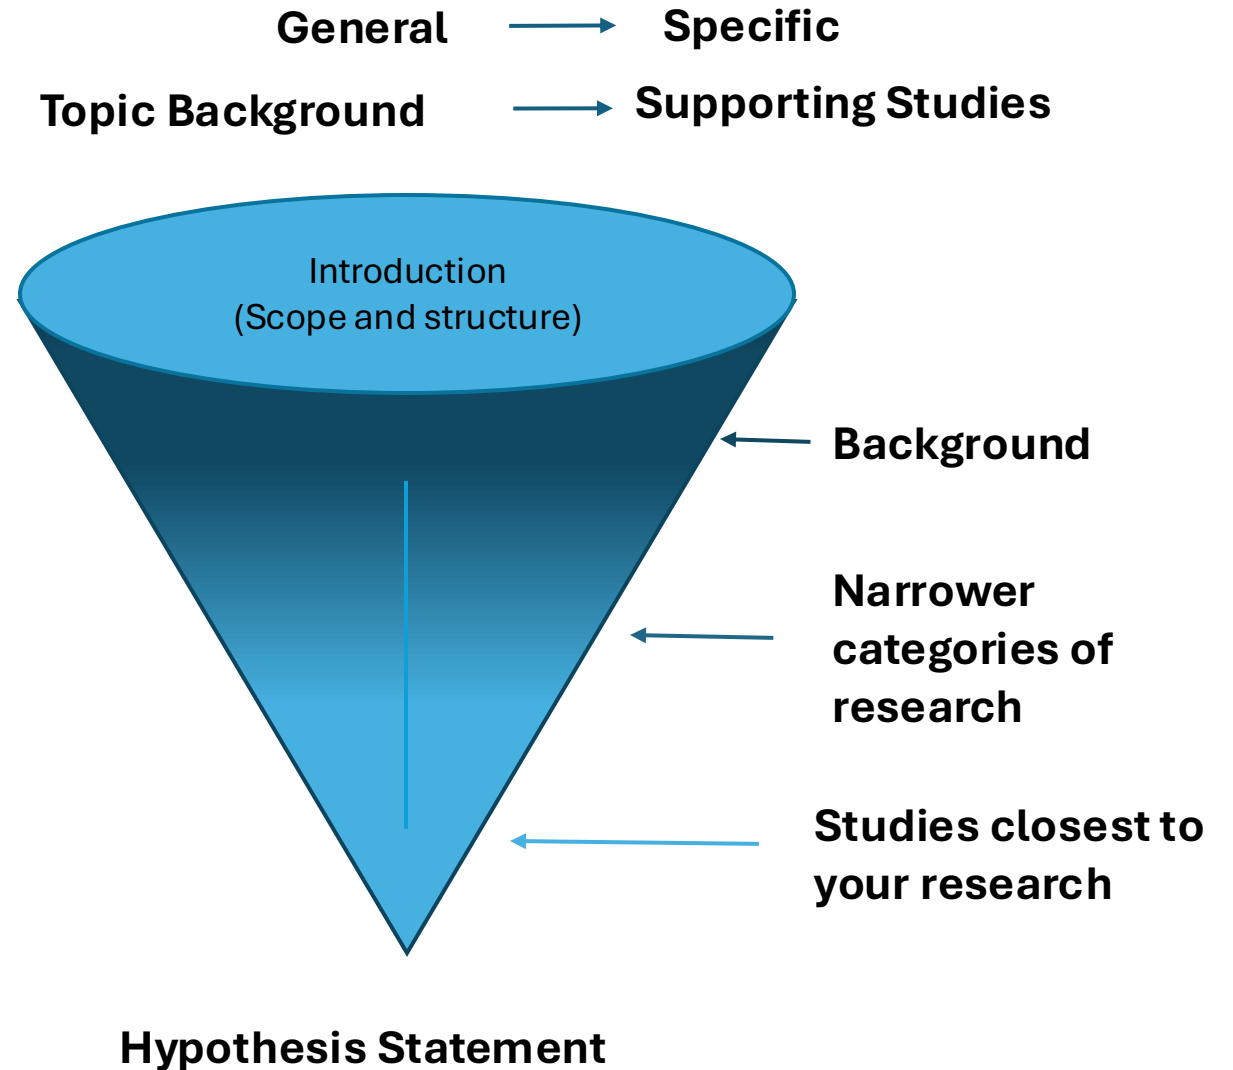 General
Specific
Topic Background
Supporting Studies
Introduction
(Scope and structure)
Background
Narrower
categories of
research
Studies closest to
your research
Hypothesis Statement